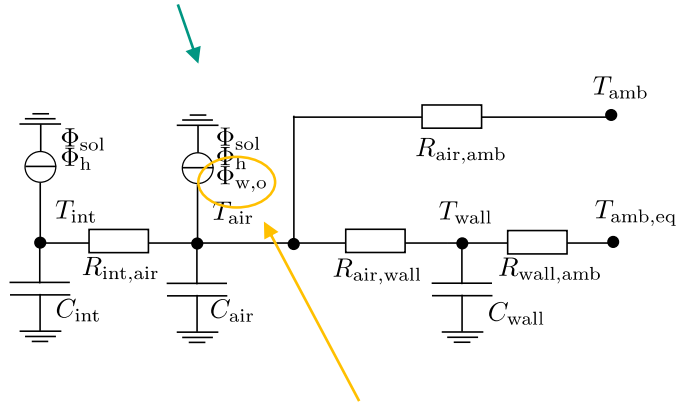 T_amb
Φ_sol
Φ_h
Φ_sol
Φ_h
Φ_w,o
R_air,amb
T_int
T_air
T_wall
T_amb,eq
R_int,air
R_air,wall
R_wall,amb
C_int
C_air
C_wall